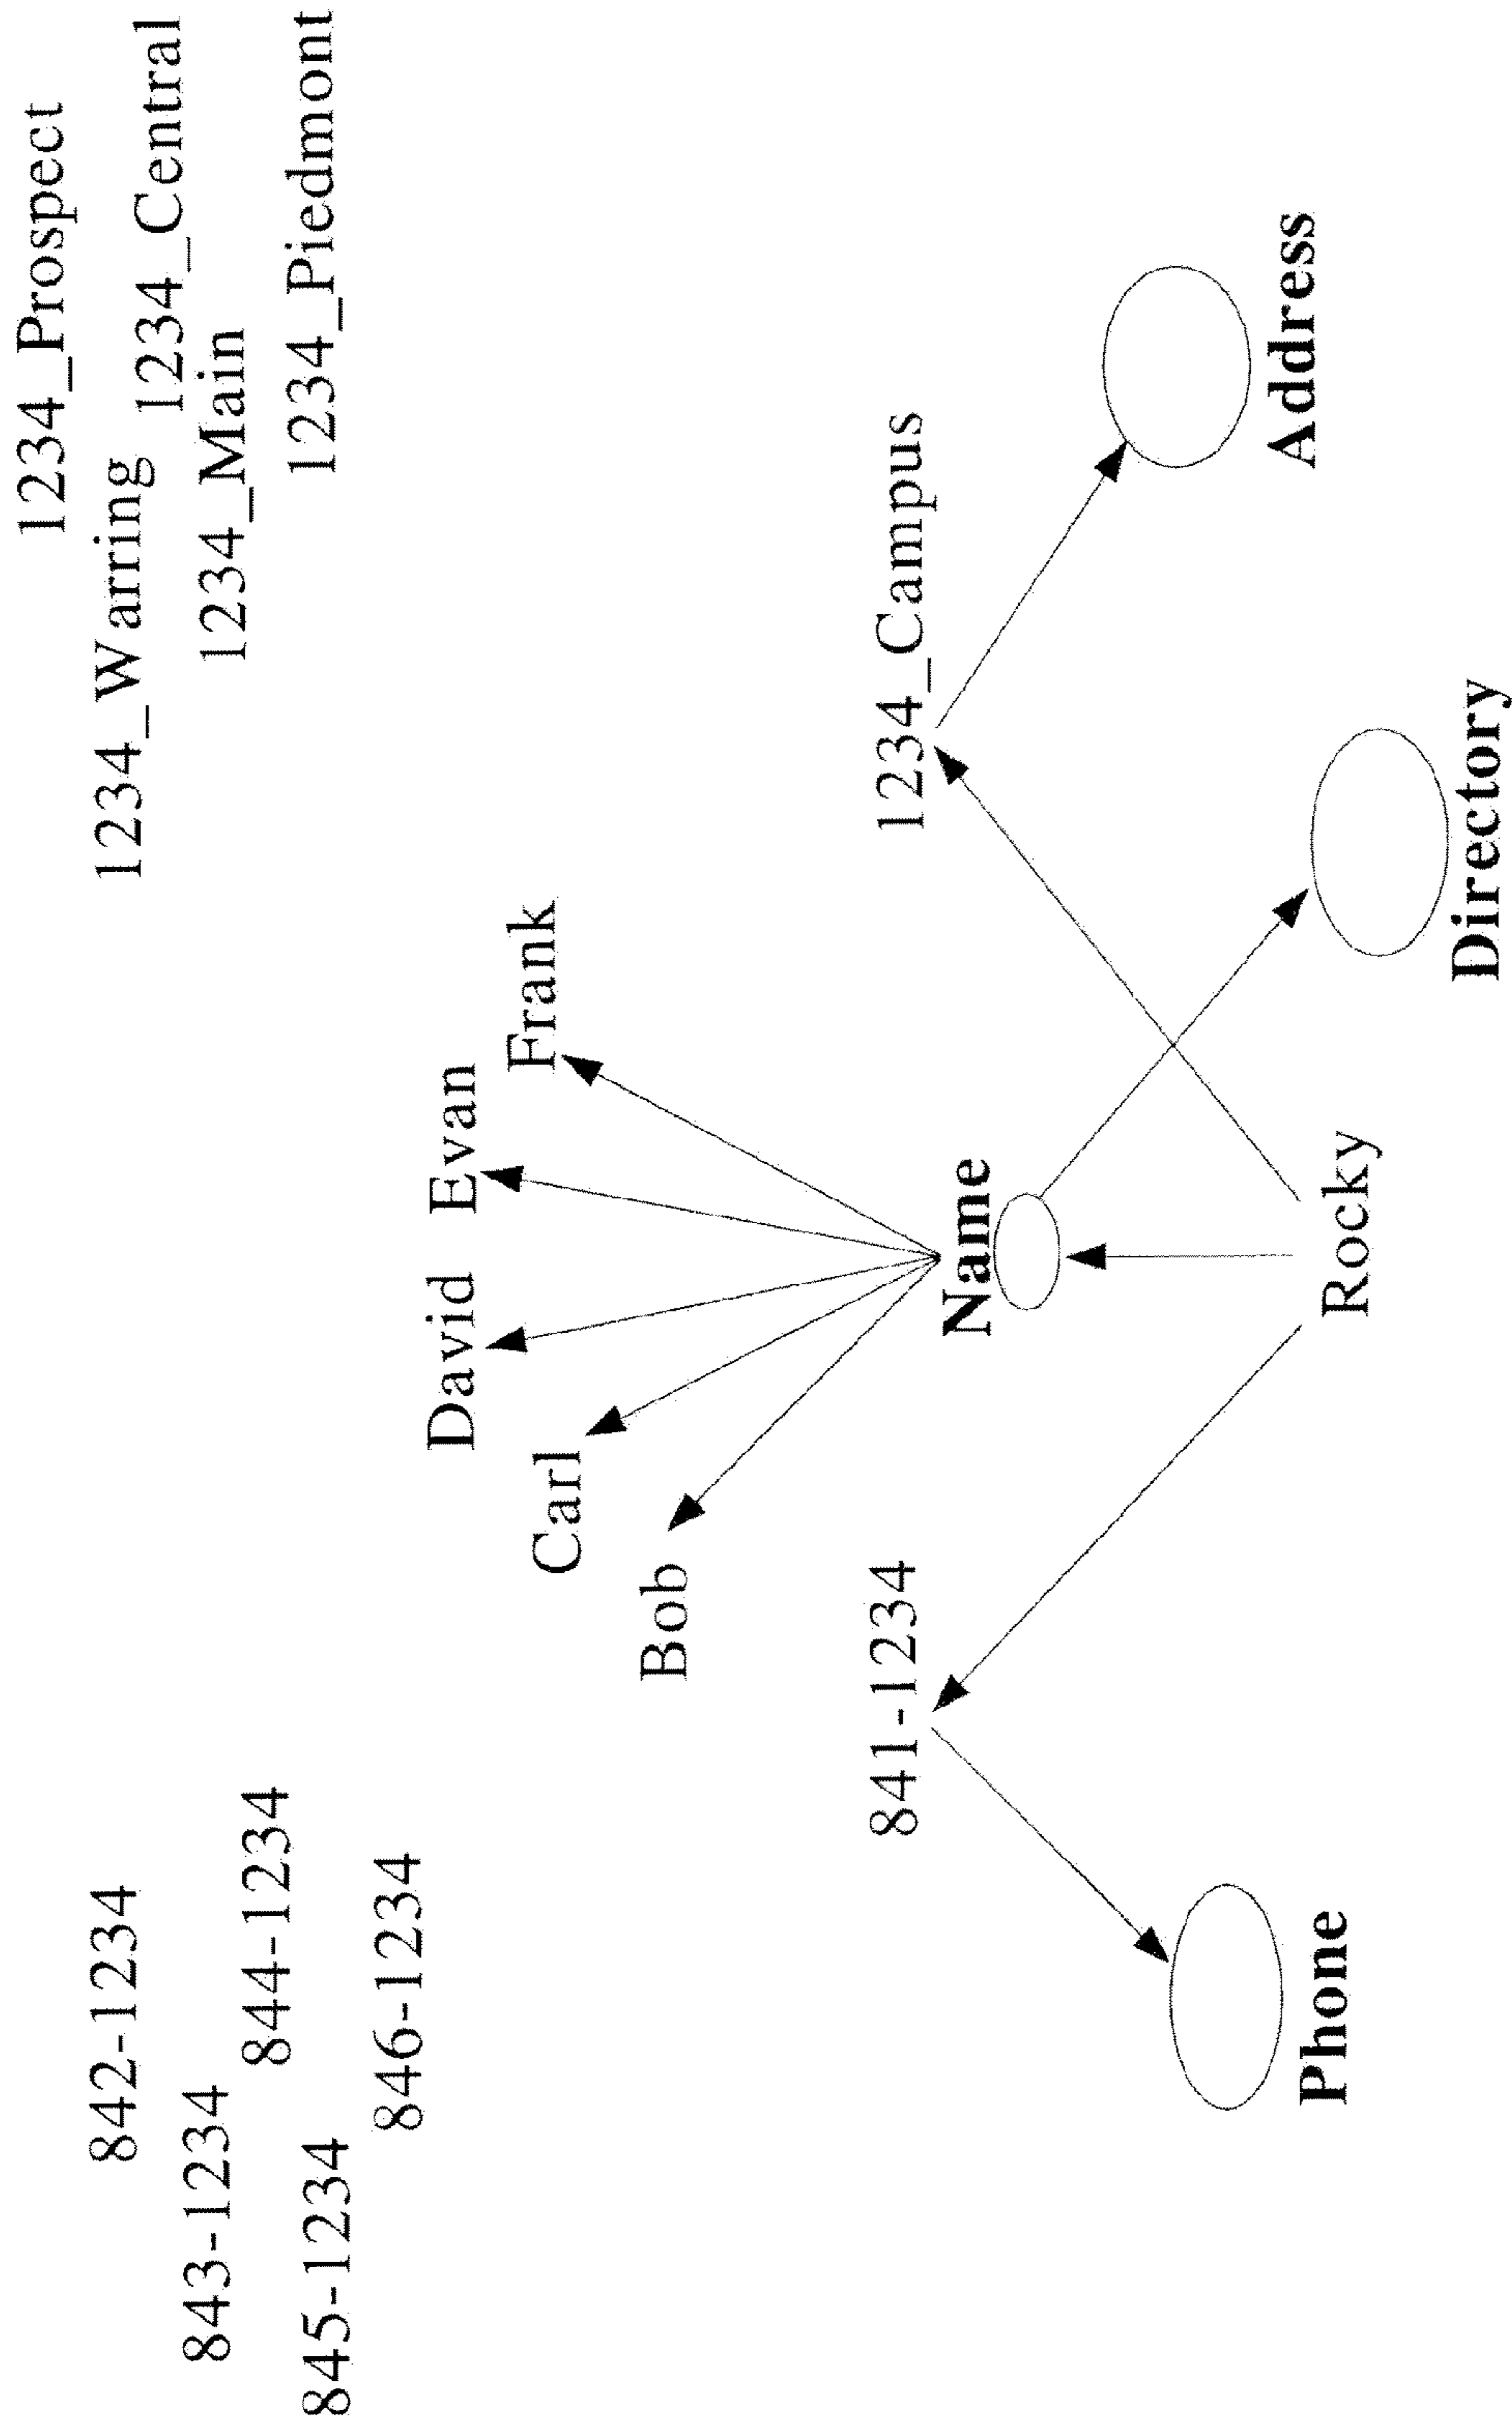 842-1234
843-1234
844-1234
845-1234
846-1234
1234_Prospect
1234_Warring
1234_Central
1234_Main
1234_Piedmont
David
Evan
Carl
Frank
Bob
841-1234
1234_Campus
Name
Phone
Rocky
Address
Directory